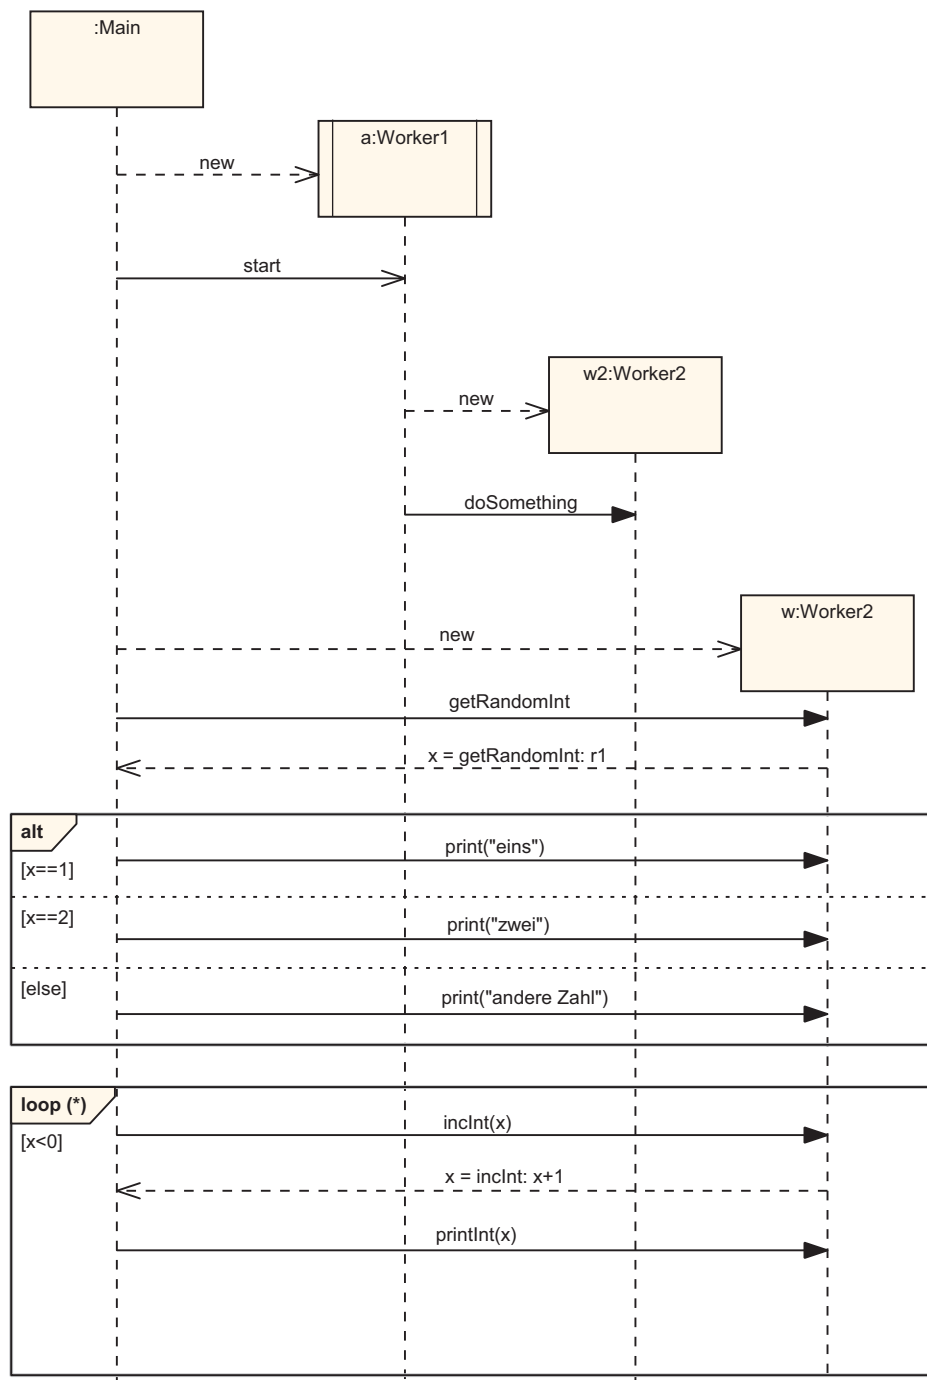 :Main
a:Worker1
new
start
w2:Worker2
new
doSomething
w:Worker2
new
getRandomInt
x = getRandomInt: r1
alt
print("eins")
[x==1]
[x==2]
print("zwei")
[else]
print("andere Zahl")
loop (*)
incInt(x)
[x<0]
x = incInt: x+1
printInt(x)